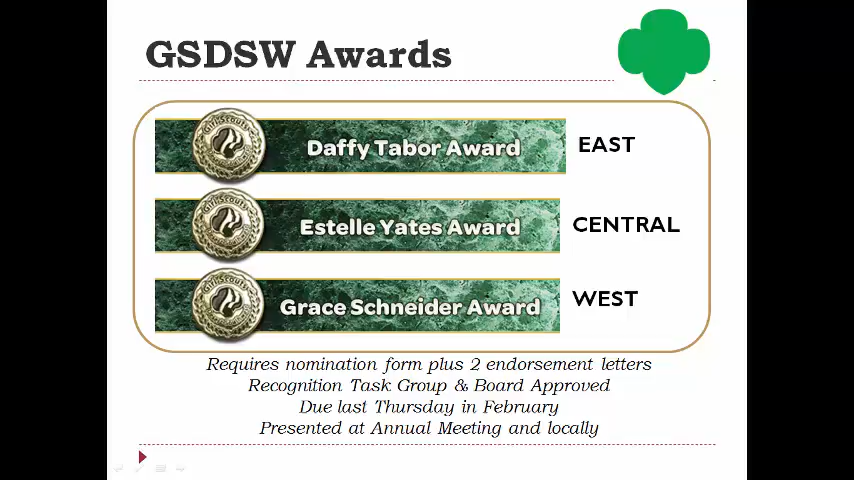 GSDSW Awards
Daffy Tabor Award
EAST
Estelle Yates Award
CENTRAL
Grace Schneider Award
WEST
Requires nomination form plus 2 endorsement letters
Recognition Task Group & Board Approved
Due last Thursday in February
Presented at Annual Meeting and locally